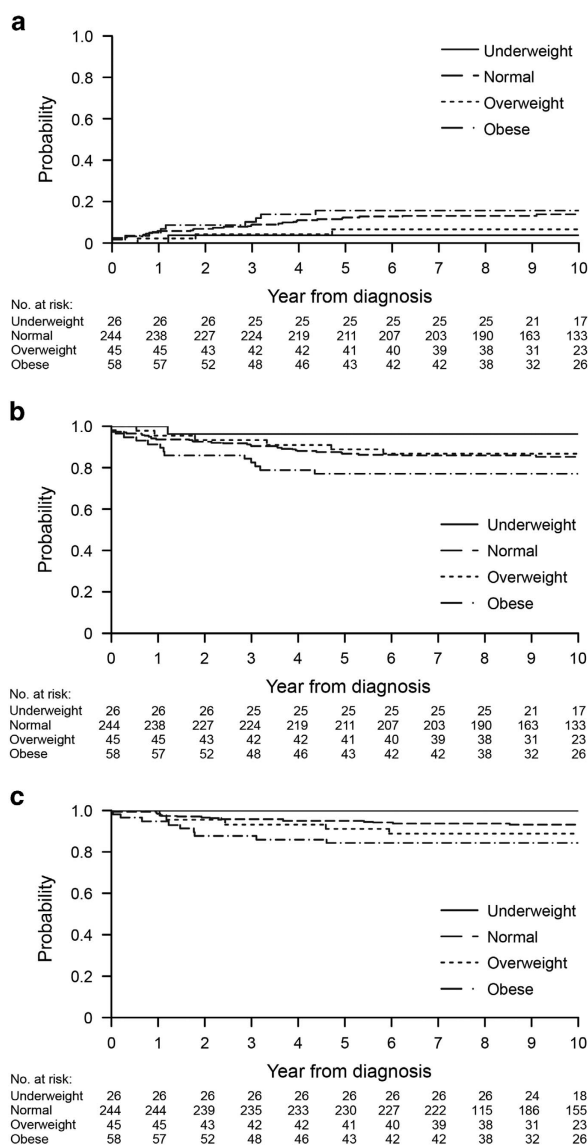 a
1.0
0.8
0.6
0.4
0.2
0
Probability
Underweight
Normal
Overweight
Obese
0 1 2 3 4 5 6 7 8 9 10
Year from diagnosis
No. at risk:
Underweight 26 26 26 25 25 25 25 25 25 21 17
Normal 244 238 227 224 219 211 207 203 190 163 133
Overweight 45 45 43 42 42 41 40 39 38 31 23
Obese 58 57 52 48 46 43 42 42 38 32 26
b
1.0
0.8
0.6
0.4
0.2
0
Probability
Underweight
Normal
Overweight
Obese
0 1 2 3 4 5 6 7 8 9 10
Year from diagnosis
No. at risk:
Underweight 26 26 26 25 25 25 25 25 25 21 17
Normal 244 238 227 224 219 211 207 203 190 163 133
Overweight 45 45 43 42 42 41 40 39 38 31 23
Obese 58 57 52 48 46 43 42 42 38 32 26
c
1.0
0.8
0.6
0.4
0.2
0
Probability
Underweight
Normal
Overweight
Obese
0 1 2 3 4 5 6 7 8 9 10
Year from diagnosis
No. at risk:
Underweight 26 26 26 26 26 26 26 26 26 24 18
Normal 244 244 239 235 233 230 227 222 115 186 155
Overweight 45 45 43 42 42 41 40 39 38 31 23
Obese 58 57 52 48 46 43 42 42 38 32 26